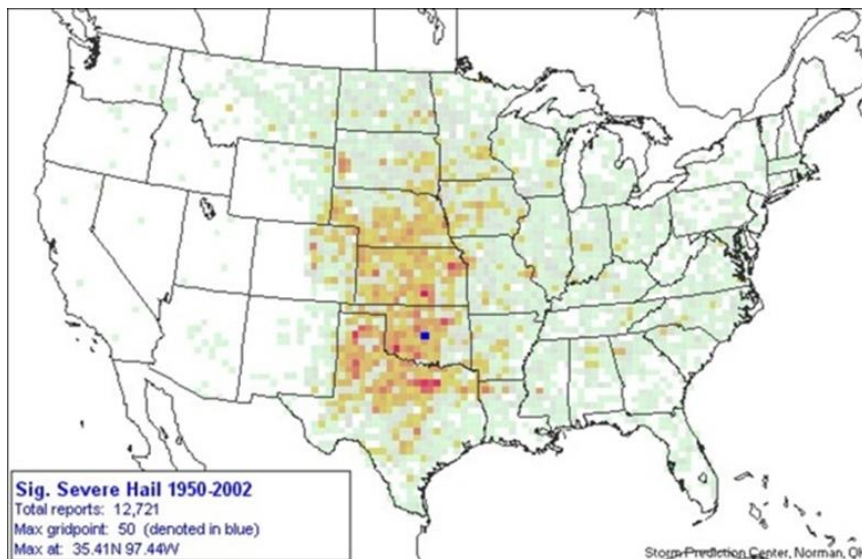 Sig. Severe Hail 1950-2002
Total reports: 12,721
Max gridpoint: 50 (denoted in blue)
Max at: 35.41N 97.44W
Storm Prediction Center, Norman,